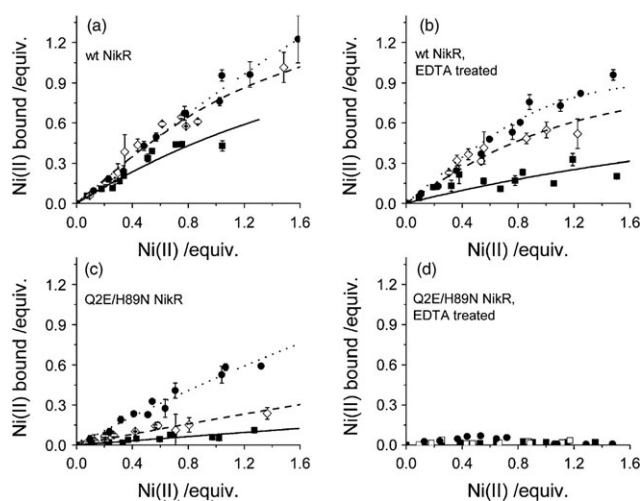 (a)
wt NikR
Ni(II) bound /equiv.
1.2
0.9
0.6
0.3
0.0
0.0 0.4 0.8 1.2 1.6
Ni(II) /equiv.
(b)
wt NikR,
EDTA treated
Ni(II) bound /equiv.
1.2
0.9
0.6
0.3
0.0
0.0 0.4 0.8 1.2 1.6
Ni(II) /equiv.
(c)
Q2E/H89N NikR
Ni(II) bound /equiv.
1.2
0.9
0.6
0.3
0.0
0.0 0.4 0.8 1.2 1.6
Ni(II) /equiv.
(d)
Q2E/H89N NikR,
EDTA treated
Ni(II) bound /equiv.
1.2
0.9
0.6
0.3
0.0
0.0 0.4 0.8 1.2 1.6
Ni(II) /equiv.